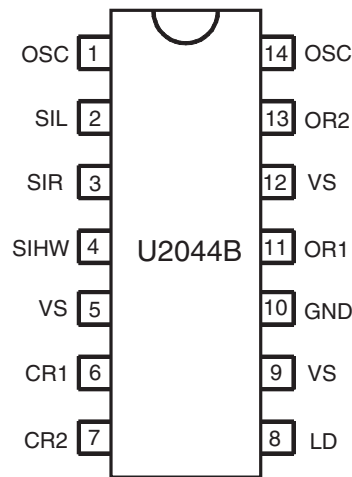 OSC 1 14 OSC
SIL 2 13 OR2
SIR 3 12 VS
SIHW 4 U2044B 11 OR1
VS 5 10 GND
CR1 6 9 VS
CR2 7 8 LD